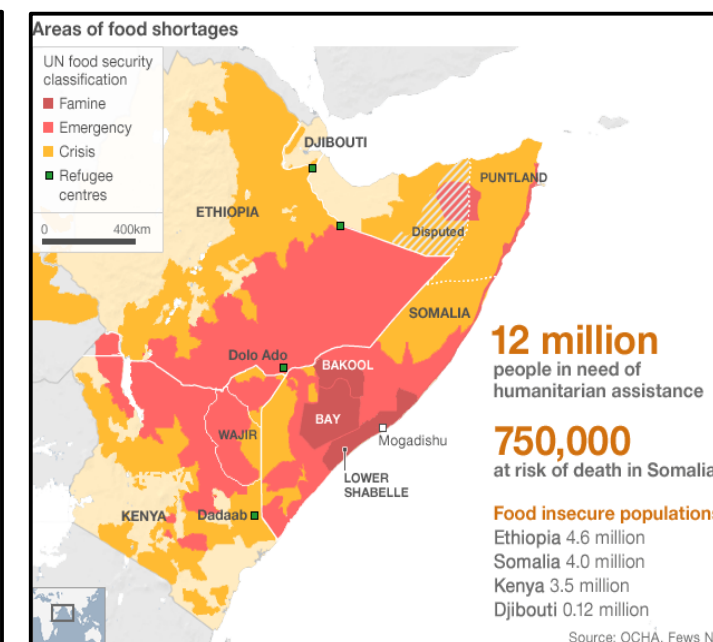 Areas of food shortages
UN food security
classification
Famine
Emergency
Crisis
Refugee
centres
0 400km
DJIBOUTI
PUNTLAND
ETHIOPIA
Disputed
SOMALIA
Dolo Ado
BAKOOL
BAY
WAJIR
Mogadishu
LOWER
SHABELLE
KENYA
KENYA
Dadaab
12 million
people in need of
humanitarian assistance
750,000
at risk of death in Somalia
Food insecure populations
Ethiopia 4.6 million
Somalia 4.0 million
Kenya 3.5 million
Djibouti 0.12 million
Source: OCHA, Fews N